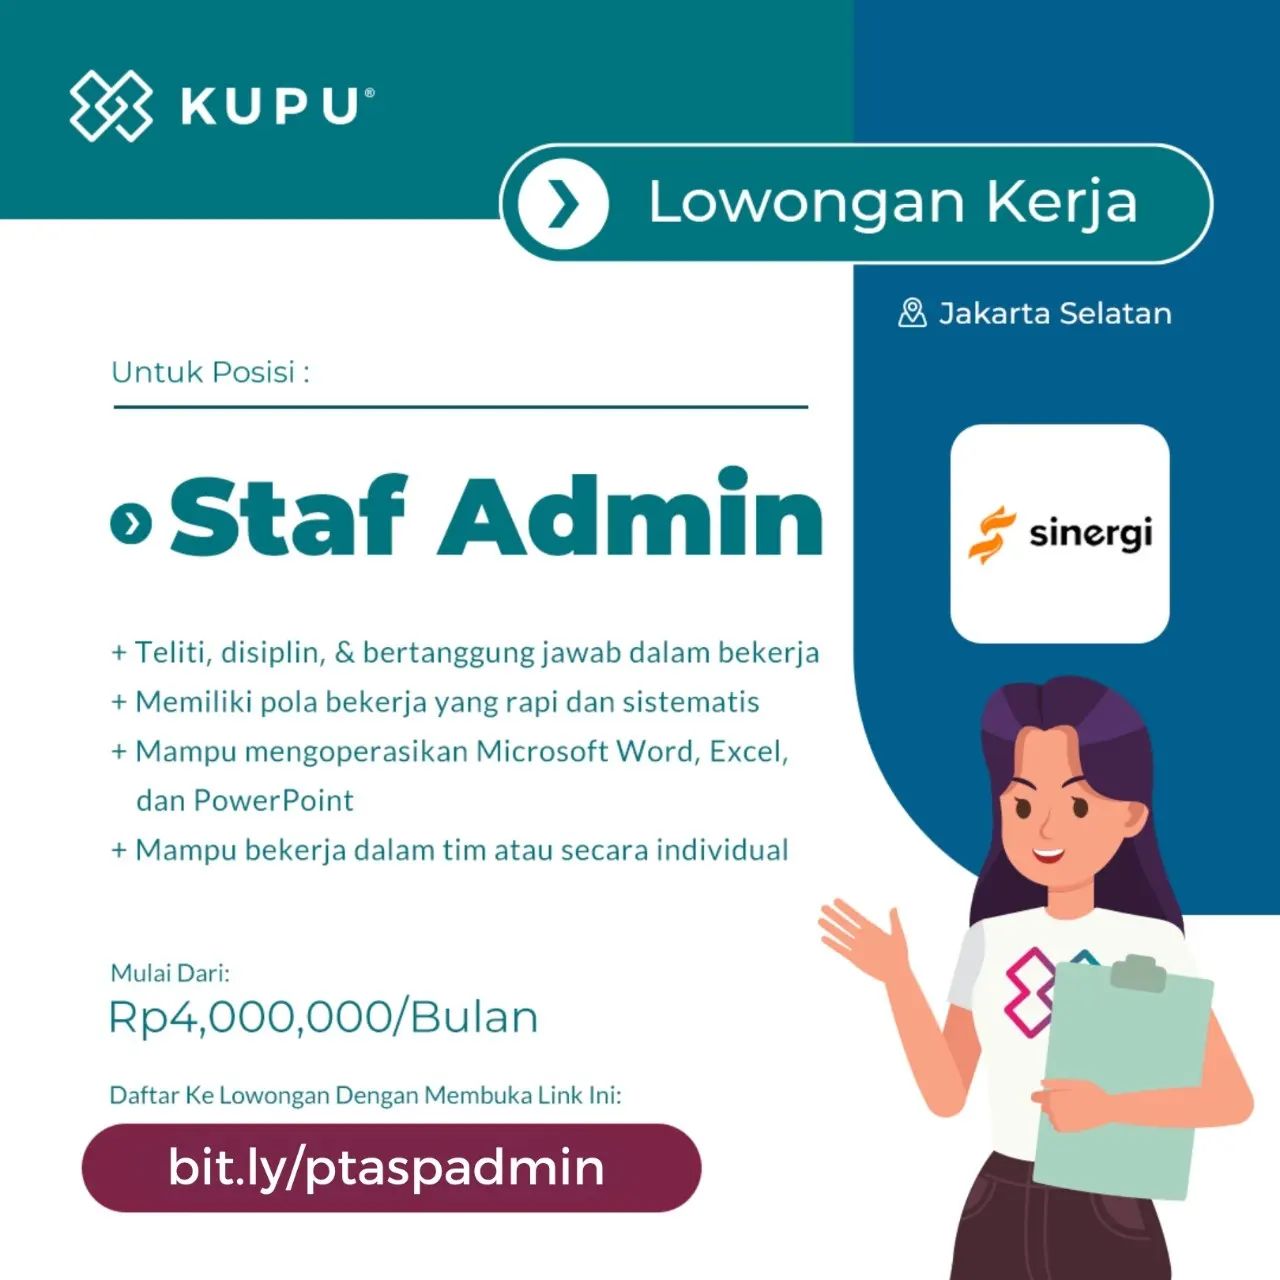 KUPU®
Lowongan Kerja
Jakarta Selatan
Untuk Posisi :
Staf Admin
sinergi
+ Teliti, disiplin, & bertanggung jawab dalam bekerja
+ Memiliki pola bekerja yang rapi dan sistematis
+ Mampu mengoperasikan Microsoft Word, Excel,
dan PowerPoint
+ Mampu bekerja dalam tim atau secara individual
Mulai Dari:
Rp4,000,000/Bulan
Daftar Ke Lowongan Dengan Membuka Link Ini:
bit.ly/ptaspadmin